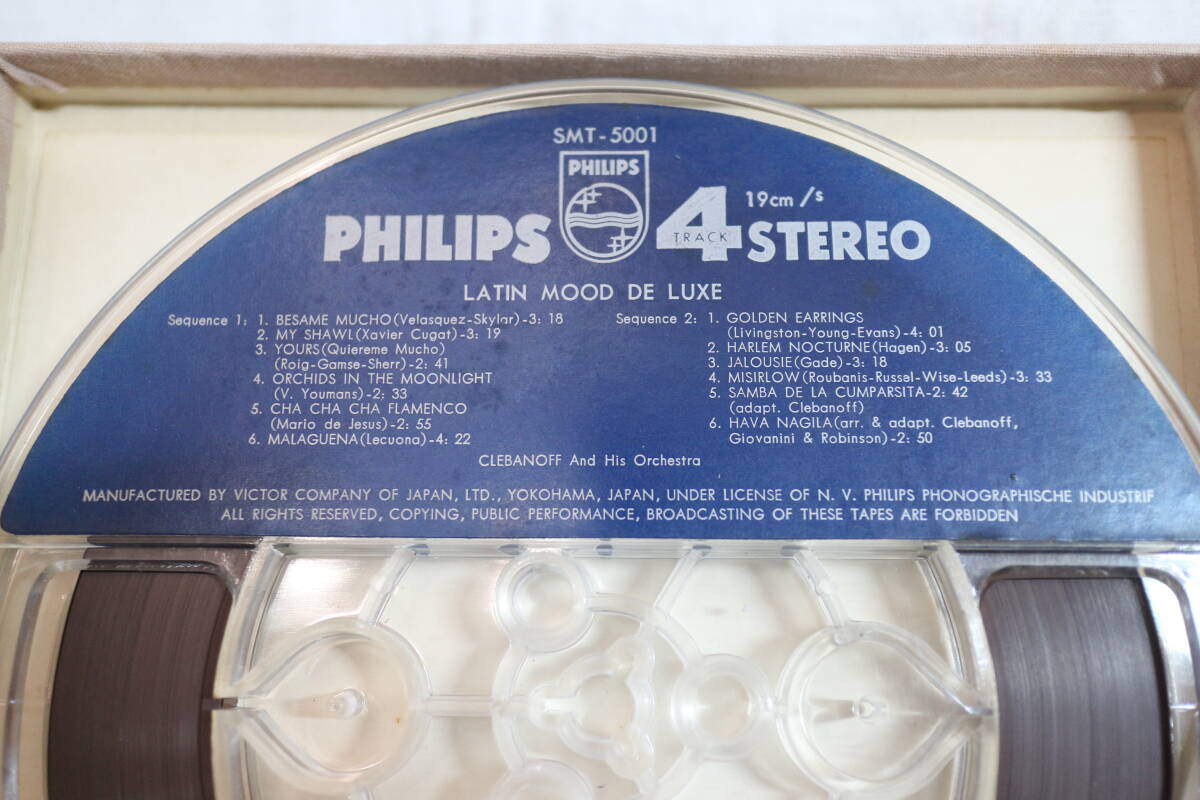 SMT-5001
PHILIPS
PHILIPS 4 TRACK 19cm/s STEREO
LATIN MOOD DE LUXE
Sequence 1: 1. BESAME MUCHO(Velasquez-Skylar)-3: 18
2. MY SHAWL(Xavier Cugat)-3: 19
3. YOURS(Quiereme Mucho)
(Roig-Gamse-Sherr)-2: 41
4. ORCHIDS IN THE MOONLIGHT
(V. Youmans)-2: 33
5. CHA CHA CHA FLAMENCO
(Mario de Jesus)-2: 55
6. MALAGUENA(Lecuona)-4: 22
Sequence 2: 1. GOLDEN EARRINGS
(Livingston-Young-Evans)-4: 01
2. HARLEM NOCTURNE(Hagen)-3: 05
3. JALOUSIE(Gade)-3: 18
4. MISIRLOW(Roubanis-Russel-Wise-Leeds)-3: 33
5. SAMBA DE LA CUMPARSITA-2: 42
(adapt. Clebanoff)
6. HAVA NAGILA(arr. & adapt. Clebanoff,
Giovanini & Robinson)-2: 50
CLEBANOFF And His Orchestra
MANUFACTURED BY VICTOR COMPANY OF JAPAN, LTD., YOKOHAMA, JAPAN, UNDER LICENSE OF N. V. PHILIPS PHONOGRAPHISCHE INDUSTRIF
ALL RIGHTS RESERVED, COPYING, PUBLIC PERFORMANCE, BROADCASTING OF THESE TAPES ARE FORBIDDEN